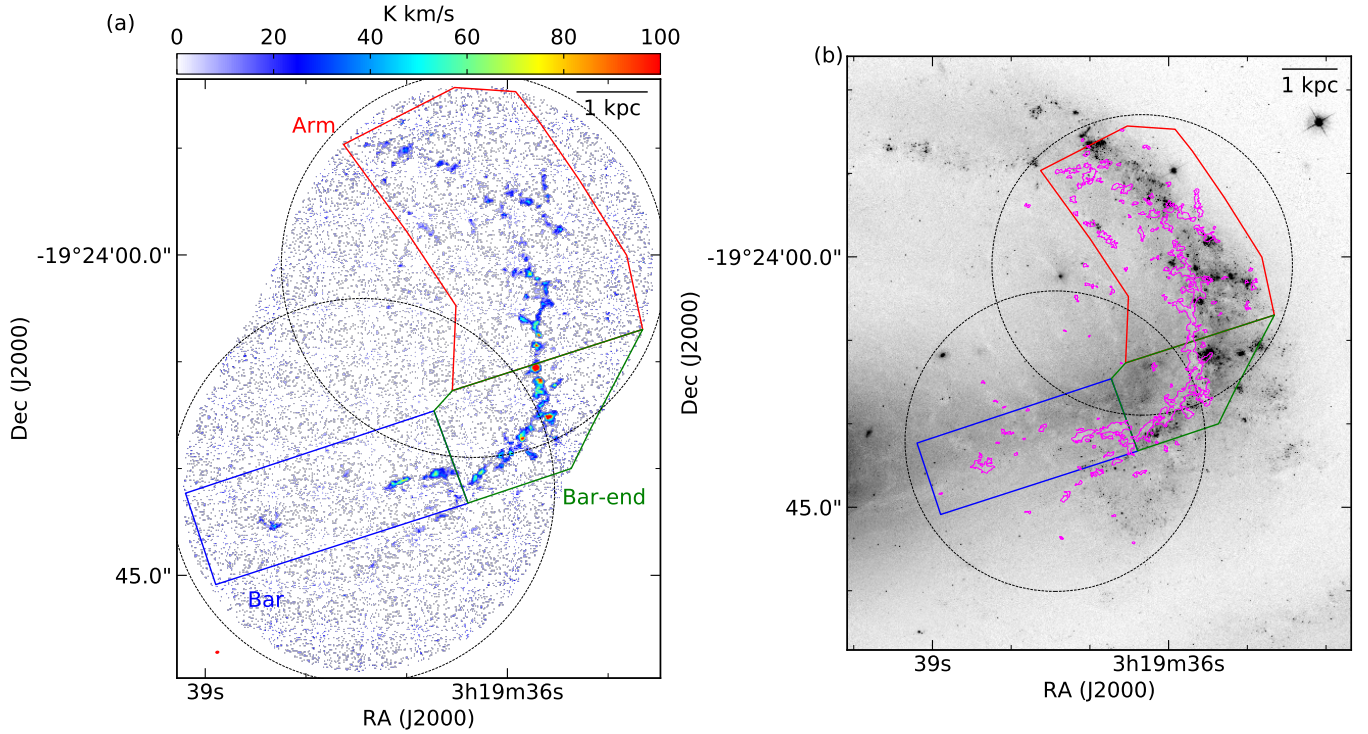 (a)
K km/s
0 20 40 60 80 100
1 kpc
Arm
-19°24'00.0"
Dec (J2000)
Bar-end
45.0"
Bar
39s 3h19m36s
RA (J2000)
(b)
1 kpc
-19°24'00.0"
Dec (J2000)
45.0"
39s 3h19m36s
RA (J2000)